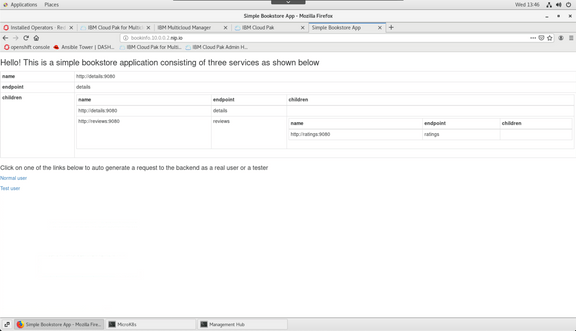 Applications Places Wed 13:46
Simple Bookstore App - Mozilla Firefox
Installed Operators · Red IBM Cloud Pak for Multic IBM Multicloud Manager IBM Cloud Pak Simple Bookstore App
bookinfo.10.0.0.2.nip.io
openshift console Ansible Tower | DASH... IBM Cloud Pak for Multi... IBM Cloud Pak Admin H...
Hello! This is a simple bookstore application consisting of three services as shown below
name http://details:9080
endpoint details
children name endpoint children
http://details:9080 details
http://reviews:9080 reviews name endpoint children
http://ratings:9080 ratings
Click on one of the links below to auto generate a request to the backend as a real user or a tester
Normal user
Test user
Simple Bookstore App - Mozilla Fire... MicroK8s Management Hub